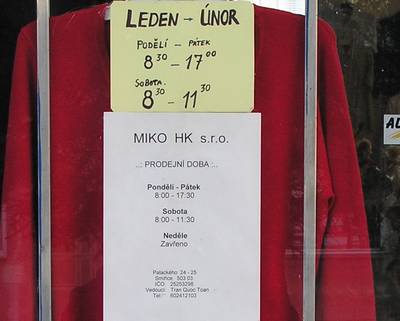 LEDEN → ÚNOR
PODĚLÍ – PÁTEK
8 30 – 17 00
SOBOTA.
8 30 – 11 30
MIKO HK s.r.o.
..: PRODEJNÍ DOBA :..
Pondělí - Pátek
8:00 - 17:30
Sobota
8:00 - 11:30
Neděle
Zavřeno
Palackého 24 - 25
Smiřice 503 03
IČO: 25253298
Vedoucí: Tran Quoc Toan
Tel.: 602412103